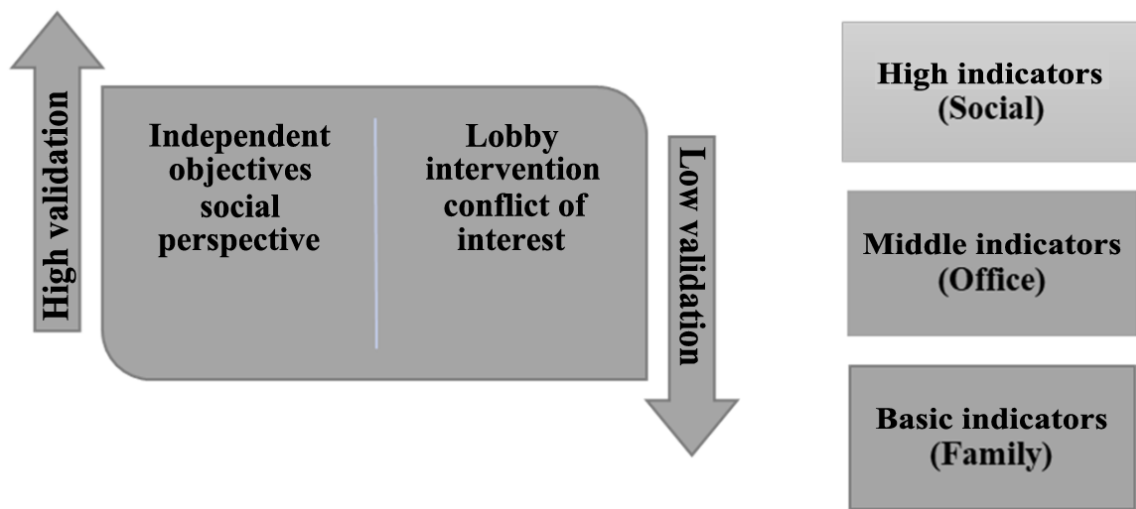 High validation
Independent
objectives
social
perspective
Lobby
intervention
conflict of
interest
Low validation
High indicators
(Social)
Middle indicators
(Office)
Basic indicators
(Family)